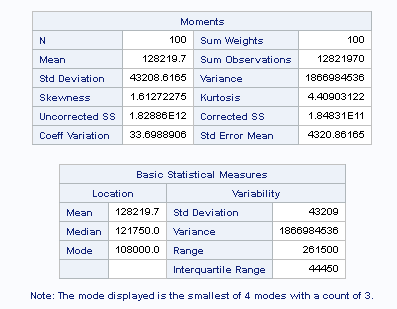 Moments
N 100 Sum Weights 100
Mean 128219.7 Sum Observations 12821970
Std Deviation 43208.6165 Variance 1866984536
Skewness 1.61272275 Kurtosis 4.40903122
Uncorrected SS 1.82886E12 Corrected SS 1.84831E11
Coeff Variation 33.6988906 Std Error Mean 4320.86165
Basic Statistical Measures
Location Variability
Mean 128219.7 Std Deviation 43209
Median 121750.0 Variance 1866984536
Mode 108000.0 Range 261500
Interquartile Range 44450
Note: The mode displayed is the smallest of 4 modes with a count of 3.